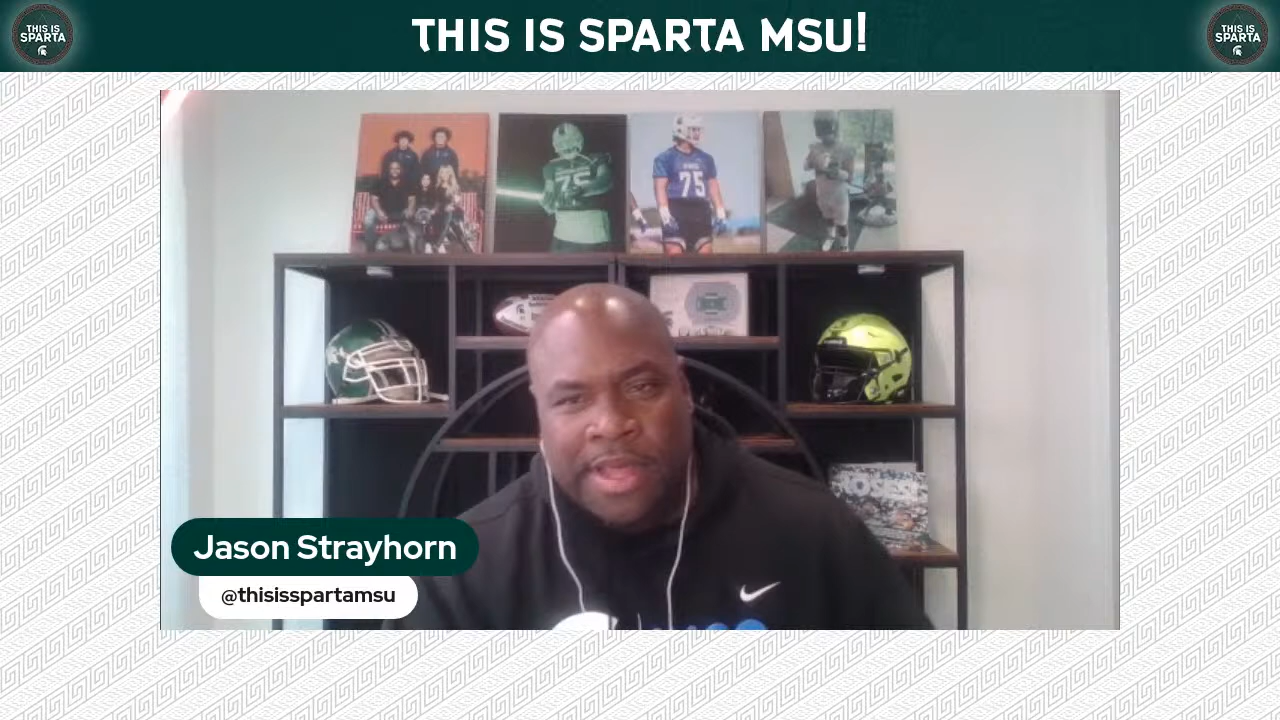 THIS IS
SPARTA
THIS IS SPARTA MSU!
THIS IS
SPARTA
75
75
Jason Strayhorn
@thisisspartamsu